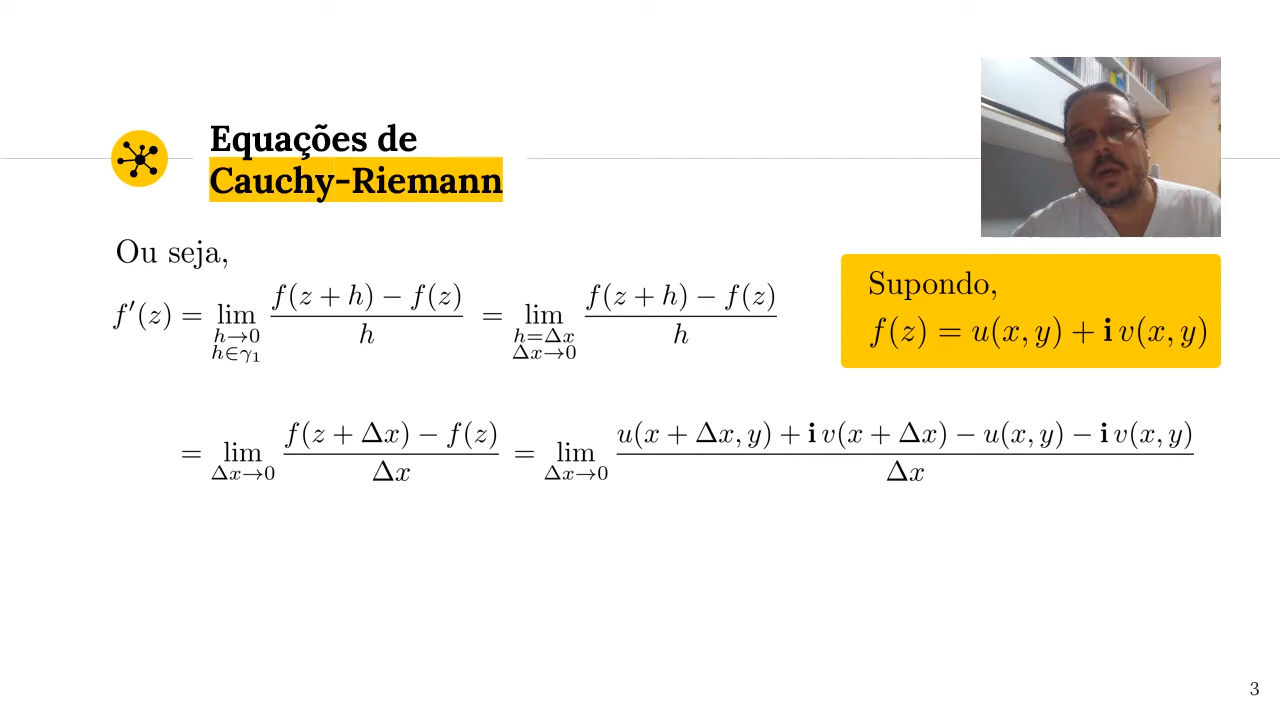 Equações de
Cauchy-Riemann
Ou seja,
f′(z) = lim_{h→0, h∈γ₁} (f(z + h) − f(z))/h = lim_{h=Δx, Δx→0} (f(z + h) − f(z))/h
Supondo,
f(z) = u(x, y) + i v(x, y)
= lim_{Δx→0} (f(z + Δx) − f(z))/Δx = lim_{Δx→0} (u(x + Δx, y) + i v(x + Δx) − u(x, y) − i v(x, y))/Δx
3